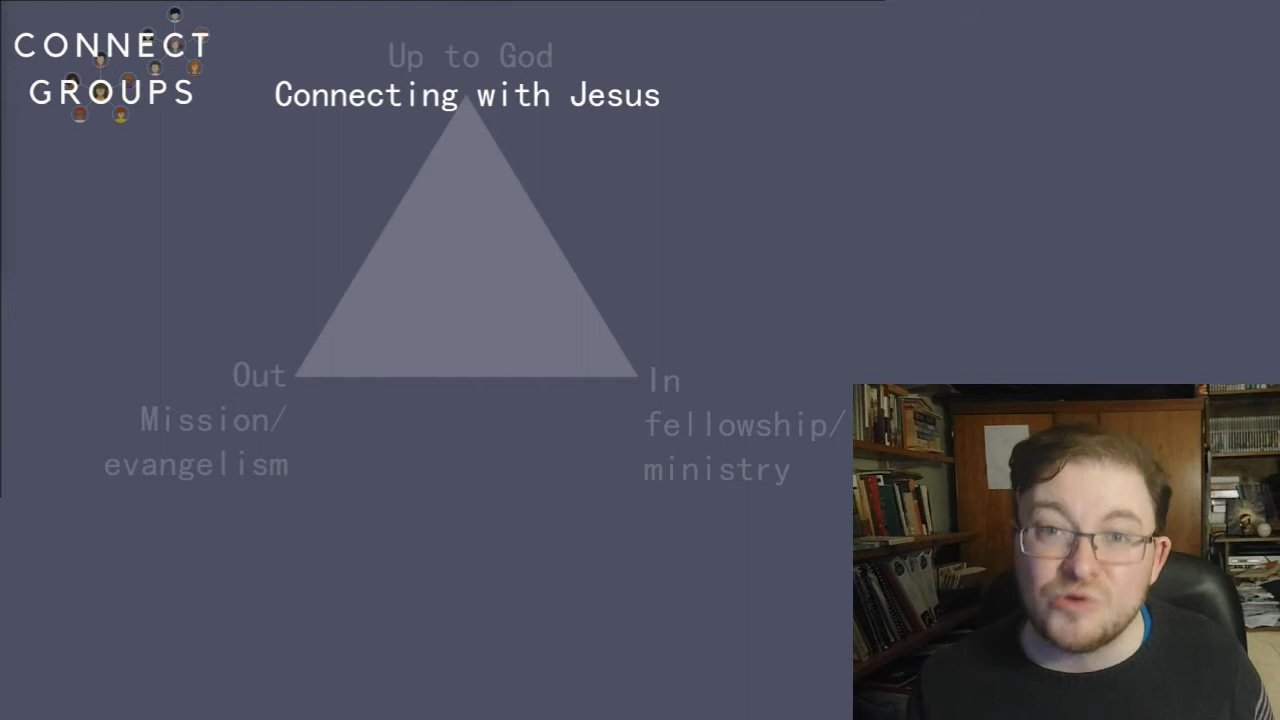 CONNECT
GROUPS
Up to God
Connecting with Jesus
Out
Mission/
evangelism
In
fellowship/
ministry